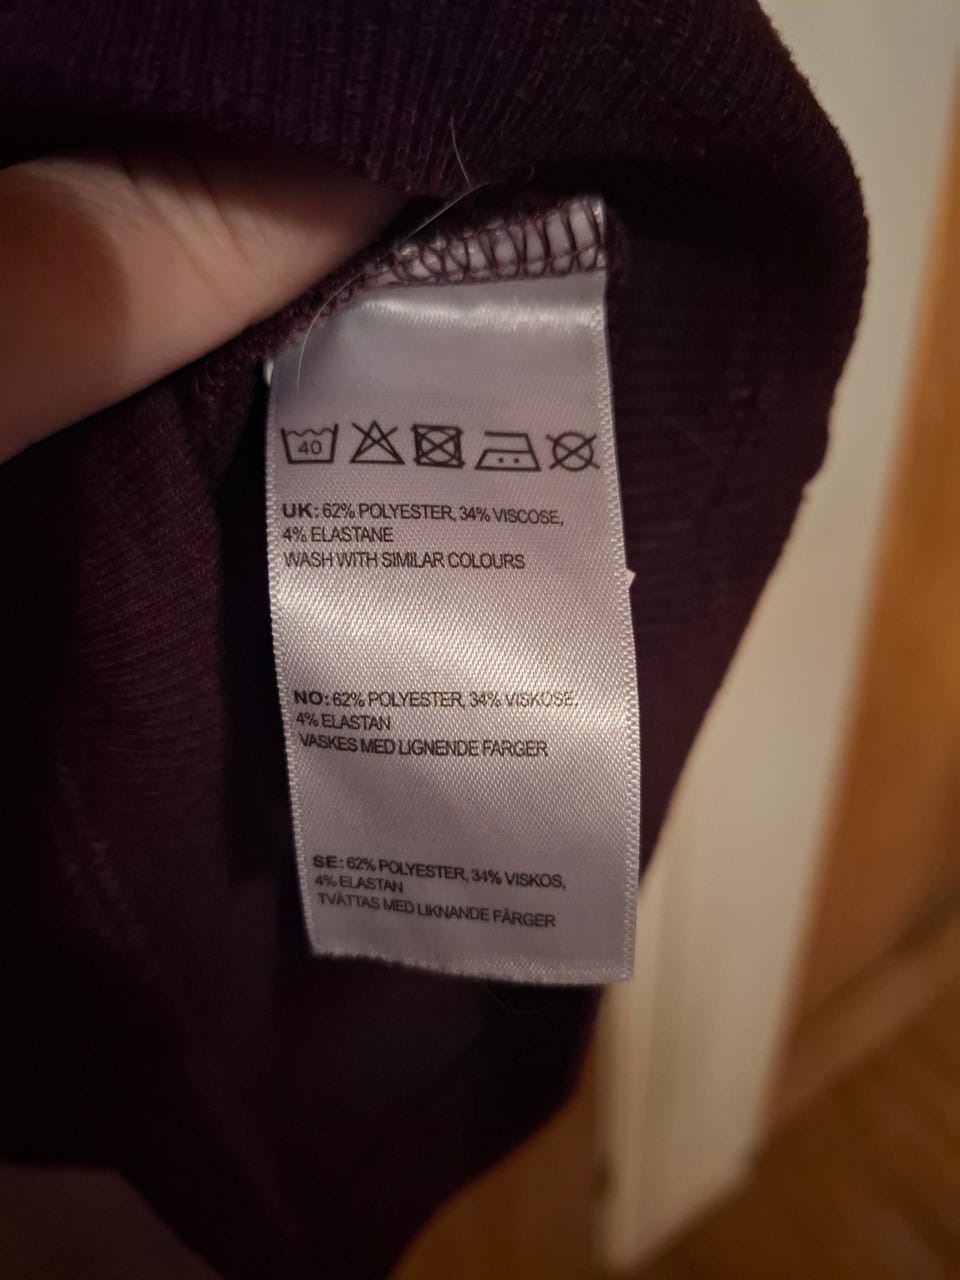 40
UK: 62% POLYESTER, 34% VISCOSE,
4% ELASTANE
WASH WITH SIMILAR COLOURS
NO: 62% POLYESTER, 34% VISKOSE,
4% ELASTAN
VASKES MED LIGNENDE FARGER
SE: 62% POLYESTER, 34% VISKOS,
4% ELASTAN
TVÄTTAS MED LIKNANDE FÄRGER